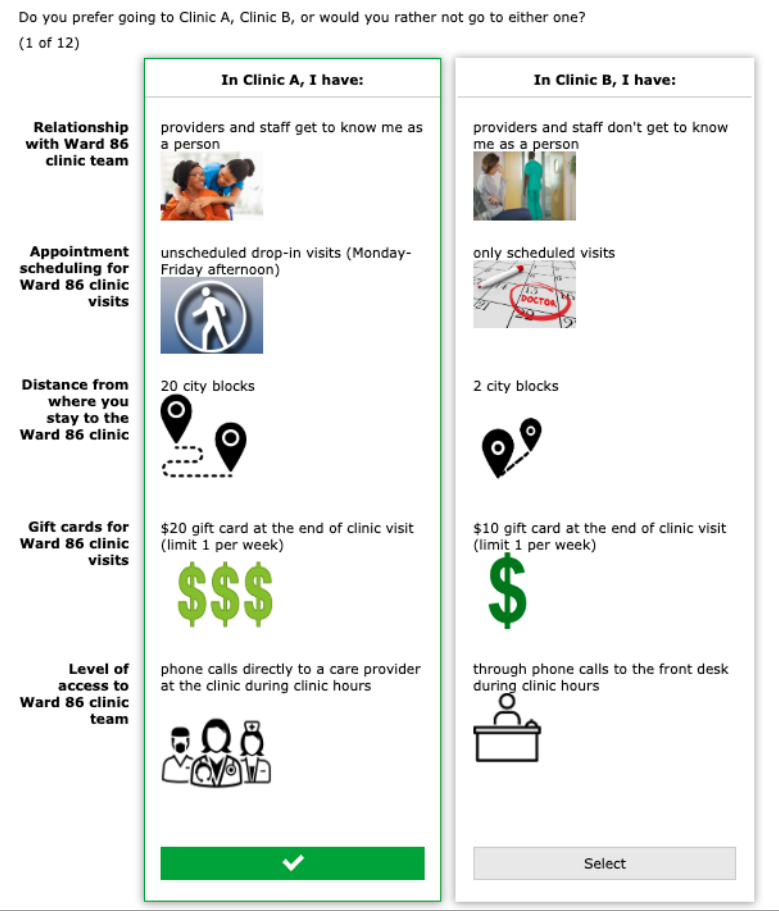 Do you prefer going to Clinic A, Clinic B, or would you rather not go to either one?
(1 of 12)
In Clinic A, I have:
In Clinic B, I have:
Relationship
with Ward 86
clinic team
providers and staff get to know me as
a person
providers and staff don't get to know
me as a person
Appointment
scheduling for
Ward 86 clinic
visits
unscheduled drop-in visits (Monday-
Friday afternoon)
only scheduled visits
DOCTOR
Distance from
where you
stay to the
Ward 86 clinic
20 city blocks
2 city blocks
Gift cards for
Ward 86 clinic
visits
$20 gift card at the end of clinic visit
(limit 1 per week)
$$$
$10 gift card at the end of clinic visit
(limit 1 per week)
$
Level of
access to
Ward 86 clinic
team
phone calls directly to a care provider
at the clinic during clinic hours
through phone calls to the front desk
during clinic hours
Select